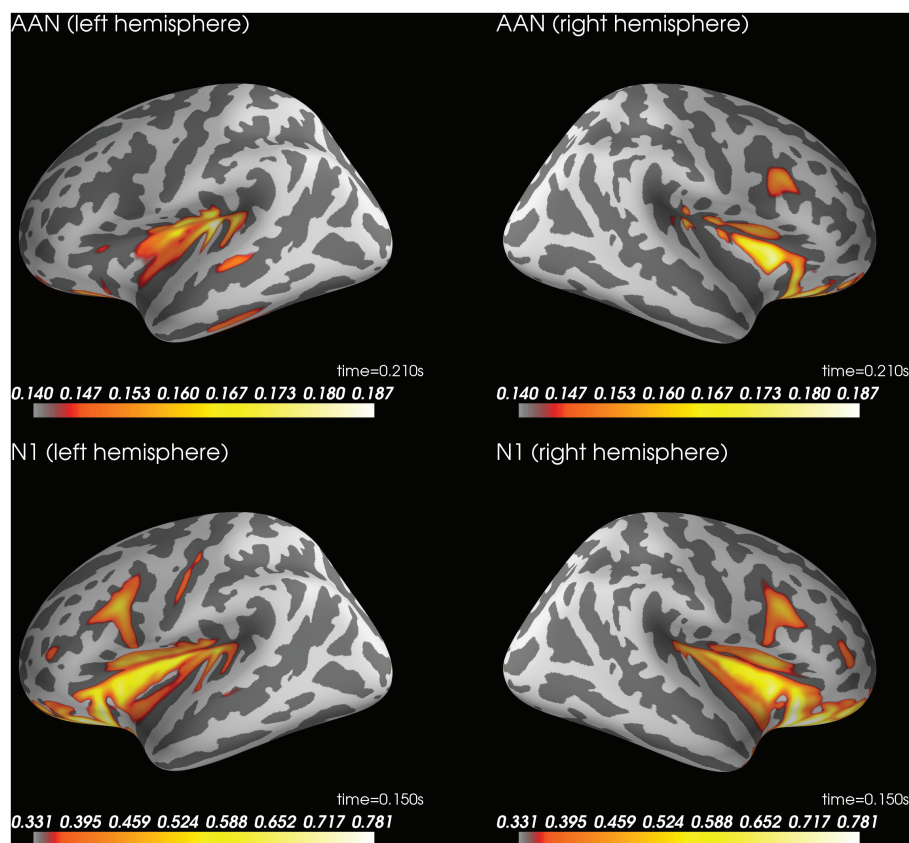 AAN (left hemisphere)
AAN (right hemisphere)
time=0.210s
time=0.210s
0.140 0.147 0.153 0.160 0.167 0.173 0.180 0.187
0.140 0.147 0.153 0.160 0.167 0.173 0.180 0.187
N1 (left hemisphere)
N1 (right hemisphere)
time=0.150s
time=0.150s
0.331 0.395 0.459 0.524 0.588 0.652 0.717 0.781
0.331 0.395 0.459 0.524 0.588 0.652 0.717 0.781